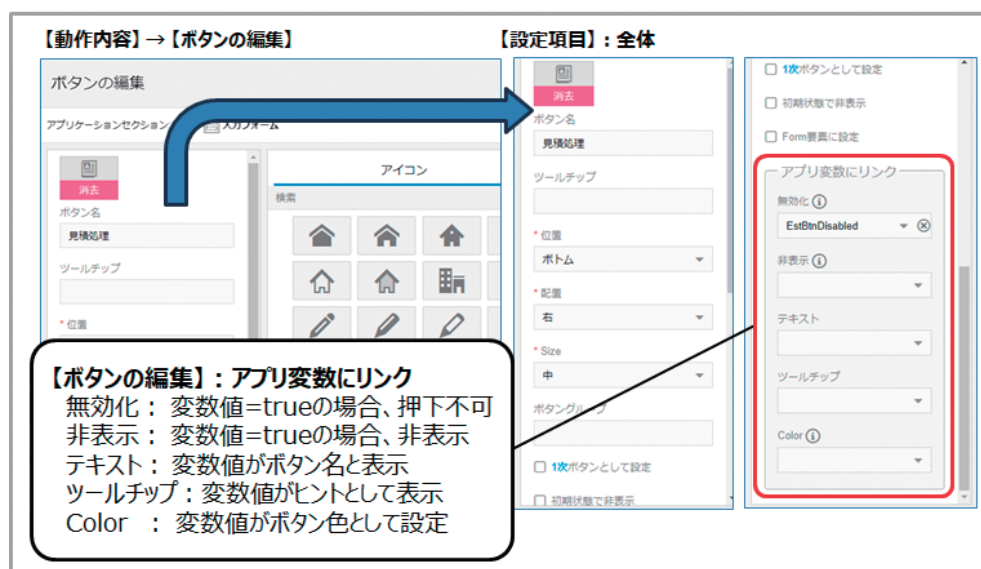 【動作内容】→【ボタンの編集】
ボタンの編集
アプリケーションセクション
入力フォーム
消去
ボタン名
見積処理
ツールチップ
* 位置
アイコン
検索
【設定項目】：全体
消去
ボタン名
見積処理
ツールチップ
* 位置
ボトム
* 配置
右
* Size
中
ボタングループ
1次ボタンとして設定
初期状態で非表示
1次ボタンとして設定
初期状態で非表示
Form要素に設定
アプリ変数にリンク
無効化
EstBtnDisabled
非表示
テキスト
ツールチップ
Color
【ボタンの編集】：アプリ変数にリンク
無効化： 変数値=trueの場合、押下不可
非表示： 変数値=trueの場合、非表示
テキスト： 変数値がボタン名と表示
ツールチップ：変数値がヒントとして表示
Color ： 変数値がボタン色として設定